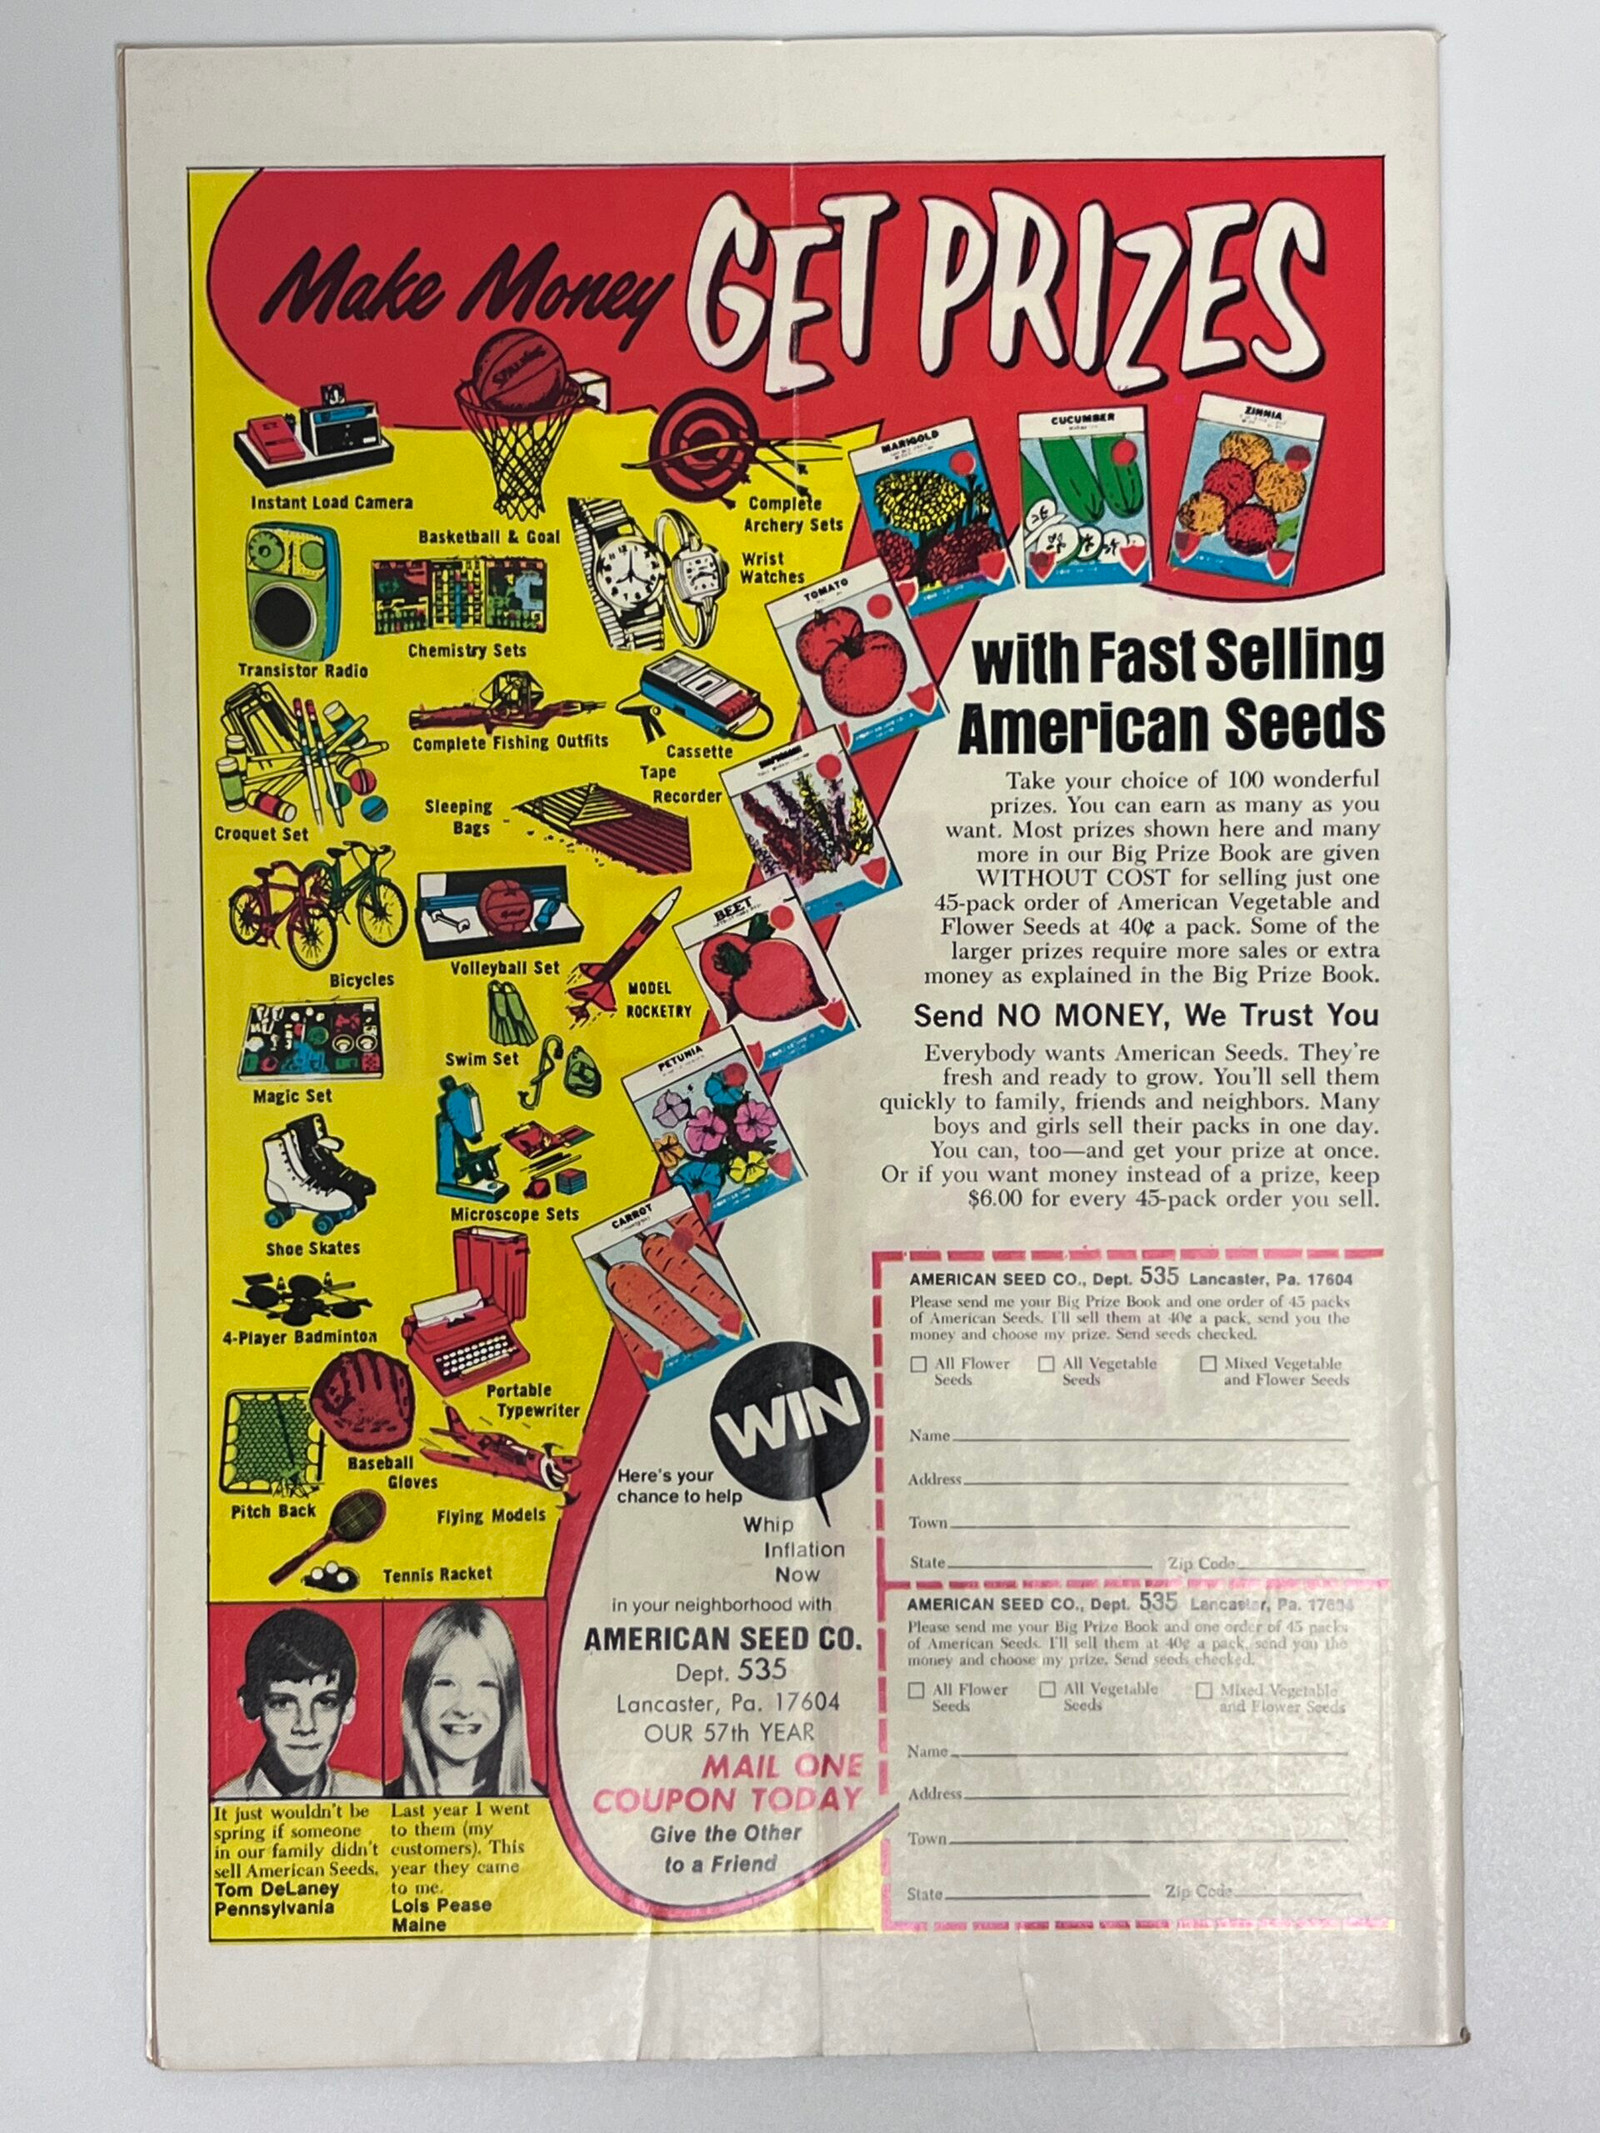 Make Money GET PRIZES
SPALDING
Instant Load Camera
Basketball & Goal
Complete
Archery Sets
Wrist
Watches
Transistor Radio
Chemistry Sets
Complete Fishing Outfits
Cassette
Tape
Recorder
Croquet Set
Sleeping
Bags
Bicycles
Volleyball Set
MODEL
ROCKETRY
Magic Set
Swim Set
Shoe Skates
Microscope Sets
4-Player Badminton
Portable
Typewriter
Pitch Back
Baseball
Gloves
Flying Models
Tennis Racket
MARIGOLD
CUCUMBER
ZINNIA
TOMATO
BEET
PETUNIA
CARROT
with Fast Selling
American Seeds
Take your choice of 100 wonderful
prizes. You can earn as many as you
want. Most prizes shown here and many
more in our Big Prize Book are given
WITHOUT COST for selling just one
45-pack order of American Vegetable and
Flower Seeds at 40¢ a pack. Some of the
larger prizes require more sales or extra
money as explained in the Big Prize Book.
Send NO MONEY, We Trust You
Everybody wants American Seeds. They're
fresh and ready to grow. You'll sell them
quickly to family, friends and neighbors. Many
boys and girls sell their packs in one day.
You can, too—and get your prize at once.
Or if you want money instead of a prize, keep
$6.00 for every 45-pack order you sell.
WIN
Here's your
chance to help
Whip
Inflation
Now
in your neighborhood with
AMERICAN SEED CO.
Dept. 535
Lancaster, Pa. 17604
OUR 57th YEAR
MAIL ONE
COUPON TODAY
Give the Other
to a Friend
It just wouldn't be
spring if someone
in our family didn't
sell American Seeds.
Tom DeLaney
Pennsylvania
Last year I went
to them (my
customers). This
year they came
to me.
Lois Pease
Maine
AMERICAN SEED CO., Dept. 535 Lancaster, Pa. 17604
Please send me your Big Prize Book and one order of 45 packs
of American Seeds. I'll sell them at 40¢ a pack, send you the
money and choose my prize. Send seeds checked.
All Flower Seeds
All Vegetable Seeds
Mixed Vegetable and Flower Seeds
Name
Address
Town
State Zip Code
AMERICAN SEED CO., Dept. 535 Lancaster, Pa. 17604
Please send me your Big Prize Book and one order of 45 packs
of American Seeds. I'll sell them at 40¢ a pack, send you the
money and choose my prize. Send seeds checked.
All Flower Seeds
All Vegetable Seeds
Mixed Vegetable and Flower Seeds
Name
Address
Town
State Zip Code